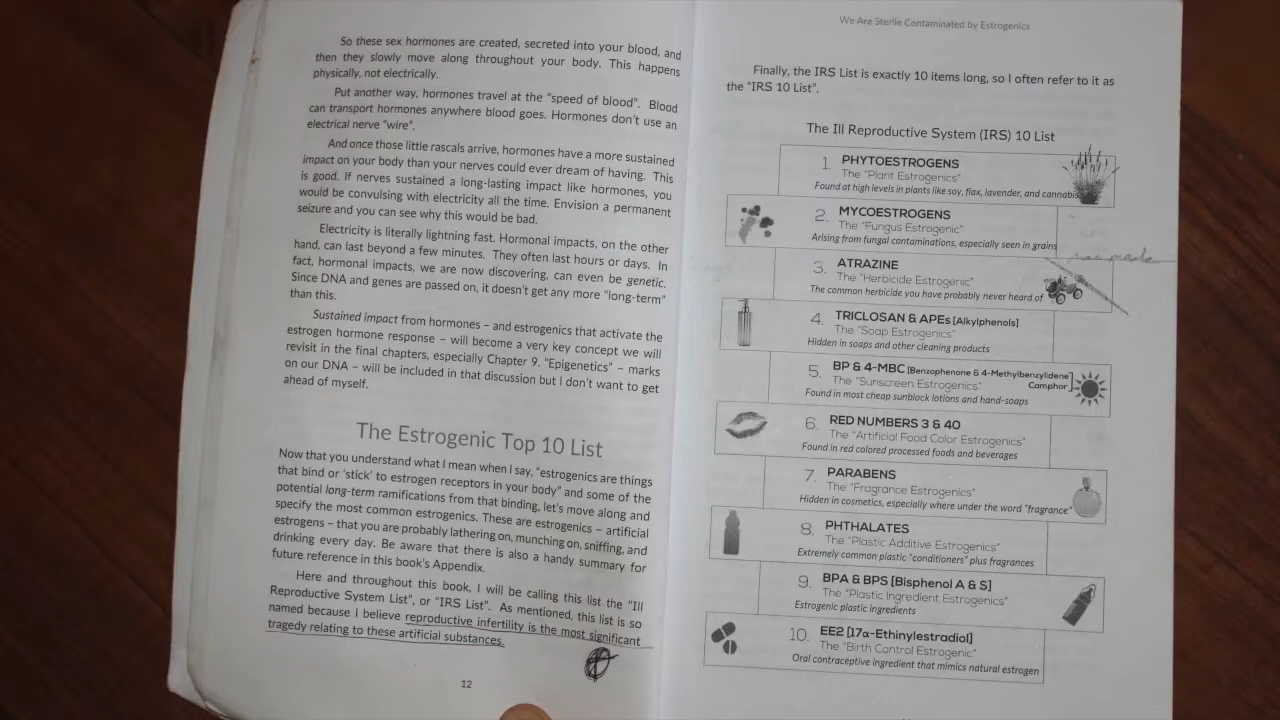 So these sex hormones are created, secreted into your blood, and
then they slowly move along throughout your body. This happens
physically, not electrically.
Put another way, hormones travel at the "speed of blood". Blood
can transport hormones anywhere blood goes. Hormones don't use an
electrical nerve "wire".
And once those little rascals arrive, hormones have a more sustained
impact on your body than your nerves could ever dream of having. This
is good. If nerves sustained a long-lasting impact like hormones, you
would be convulsing with electricity all the time. Envision a permanent
seizure and you can see why this would be bad.
Electricity is literally lightning fast. Hormonal impacts, on the other
hand, can last beyond a few minutes. They often last hours or days. In
fact, hormonal impacts, we are now discovering, can even be genetic.
Since DNA and genes are passed on, it doesn't get any more "long-term"
than this.
Sustained impact from hormones – and estrogenics that activate the
estrogen hormone response – will become a very key concept we will
revisit in the final chapters, especially Chapter 9. "Epigenetics" – marks
on our DNA – will be included in that discussion but I don't want to get
ahead of myself.
The Estrogenic Top 10 List
Now that you understand what I mean when I say, "estrogenics are things
that bind or 'stick' to estrogen receptors in your body" and some of the
potential long-term ramifications from that binding, let's move along and
specify the most common estrogenics. These are estrogenics – artificial
estrogens – that you are probably lathering on, munching on, sniffing, and
drinking every day. Be aware that there is also a handy summary for
future reference in this book's Appendix.
Here and throughout this book, I will be calling this list the "Ill
Reproductive System List", or "IRS List". As mentioned, this list is so
named because I believe reproductive infertility is the most significant
tragedy relating to these artificial substances.
12
We Are Sterile Contaminated by Estrogenics
Finally, the IRS List is exactly 10 items long, so I often refer to it as
the "IRS 10 List".
The Ill Reproductive System (IRS) 10 List
1. PHYTOESTROGENS
The "Plant Estrogenics"
Found at high levels in plants like soy, flax, lavender, and cannabis
2. MYCOESTROGENS
The "Fungus Estrogenic"
Arising from fungal contaminations, especially seen in grains
man made
3. ATRAZINE
The "Herbicide Estrogenic"
The common herbicide you have probably never heard of
4. TRICLOSAN & APEs [Alkylphenols]
The "Soap Estrogenics"
Hidden in soaps and other cleaning products
5. BP & 4-MBC [Benzophenone & 4-Methylbenzylidene
Camphor]
The "Sunscreen Estrogenics"
Found in most cheap sunblock lotions and hand-soaps
6. RED NUMBERS 3 & 40
The "Artificial Food Color Estrogenics"
Found in red colored processed foods and beverages
7. PARABENS
The "Fragrance Estrogenics"
Hidden in cosmetics, especially where under the word "fragrance"
8. PHTHALATES
The "Plastic Additive Estrogenics"
Extremely common plastic "conditioners" plus fragrances
9. BPA & BPS [Bisphenol A & S]
The "Plastic Ingredient Estrogenics"
Estrogenic plastic ingredients
10. EE2 [17α-Ethinylestradiol]
The "Birth Control Estrogenic"
Oral contraceptive ingredient that mimics natural estrogen